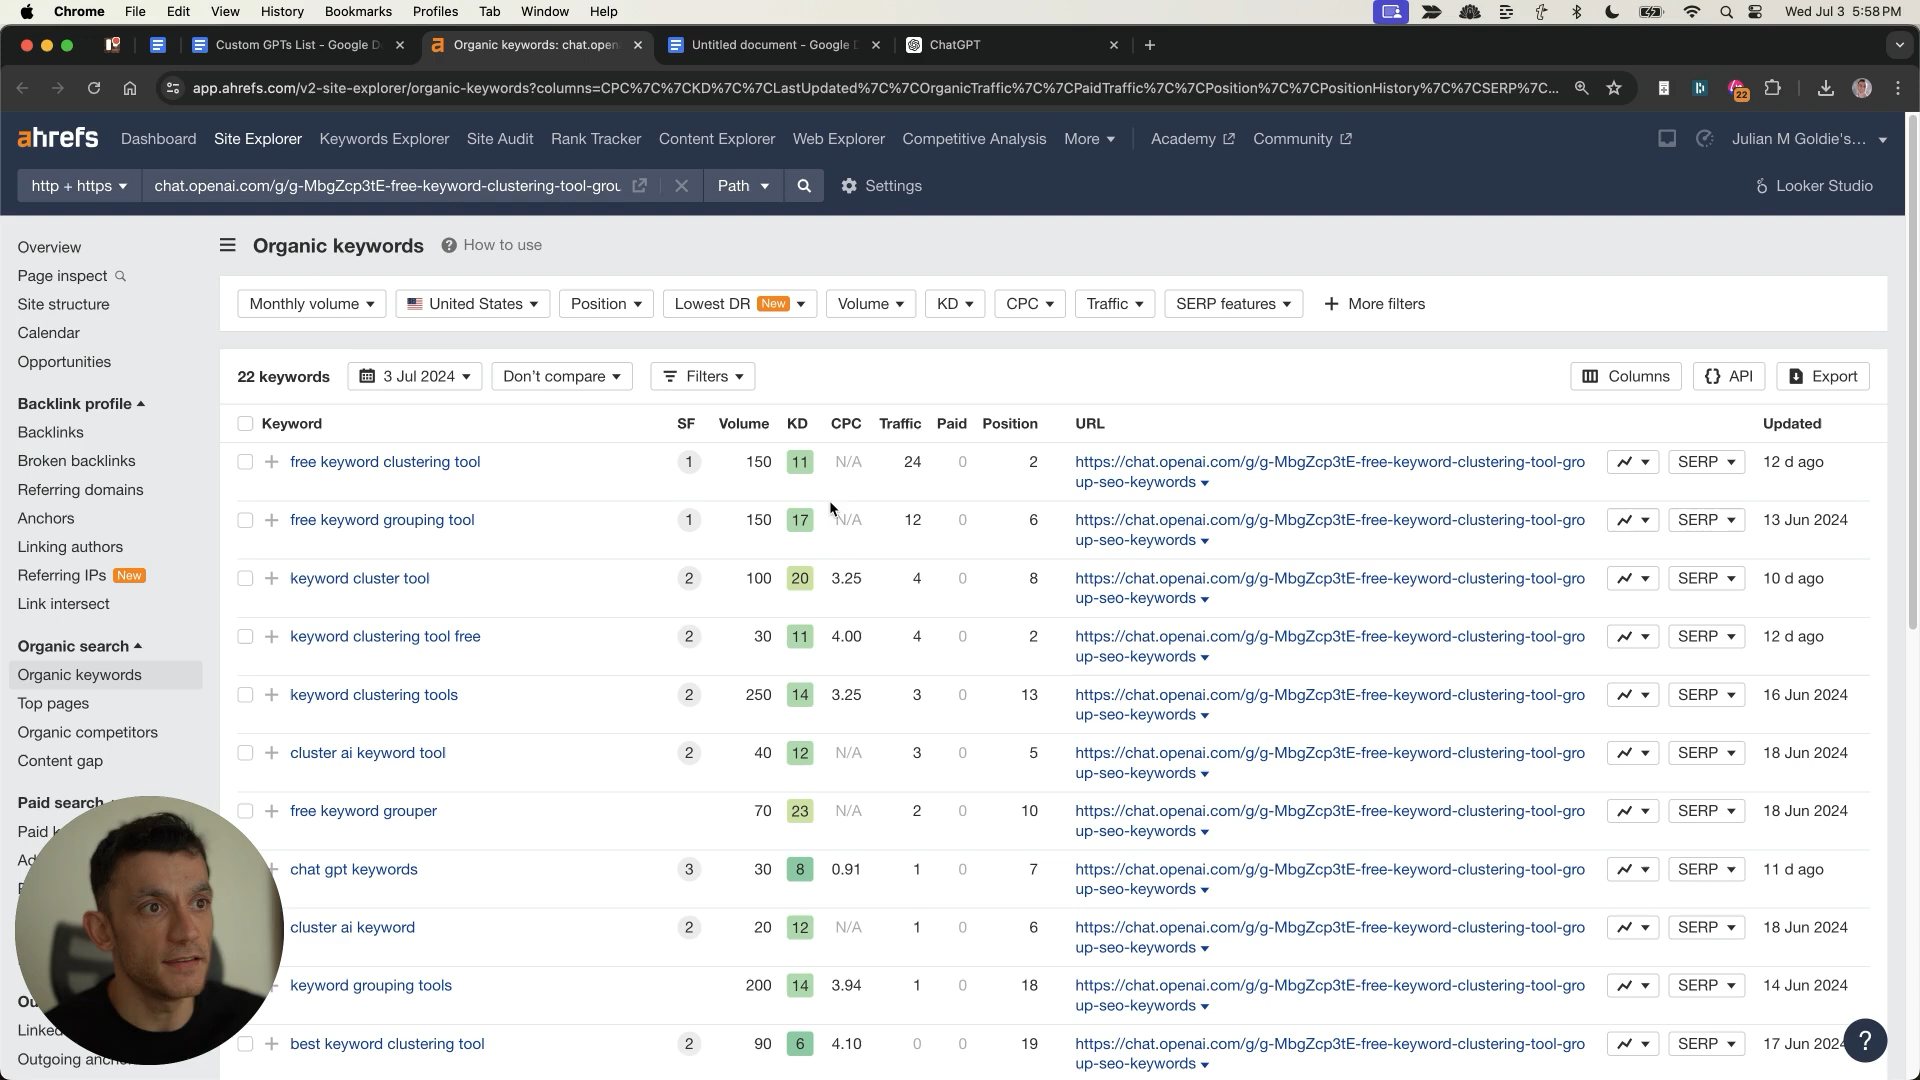 Chrome File Edit View History Bookmarks Profiles Tab Window Help Wed Jul 3 5:58 PM
Custom GPTs List - Google D Organic keywords: chat.open Untitled document - Google D ChatGPT
app.ahrefs.com/v2-site-explorer/organic-keywords?columns=CPC%7C%7CKD%7C%7CLastUpdated%7C%7COrganicTraffic%7C%7CPaidTraffic%7C%7CPosition%7C%7CPositionHistory%7C%7CSERP%7C... 22
ahrefs Dashboard Site Explorer Keywords Explorer Site Audit Rank Tracker Content Explorer Web Explorer Competitive Analysis More Academy Community Julian M Goldie's...
http + https chat.openai.com/g/g-MbgZcp3tE-free-keyword-clustering-tool-grou Path Settings Looker Studio
Overview
Page inspect
Site structure
Calendar
Opportunities
Backlink profile
Backlinks
Broken backlinks
Referring domains
Anchors
Linking authors
Referring IPs New
Link intersect
Organic search
Organic keywords
Top pages
Organic competitors
Content gap
Paid search
Paid k
Ad
Ou
Linked
Outgoing anch
Organic keywords How to use
Monthly volume United States Position Lowest DR New Volume KD CPC Traffic SERP features More filters
22 keywords 3 Jul 2024 Don't compare Filters Columns API Export
Keyword SF Volume KD CPC Traffic Paid Position URL Updated
free keyword clustering tool 1 150 11 N/A 24 0 2 https://chat.openai.com/g/g-MbgZcp3tE-free-keyword-clustering-tool-gro SERP 12 d ago
up-seo-keywords
free keyword grouping tool 1 150 17 N/A 12 0 6 https://chat.openai.com/g/g-MbgZcp3tE-free-keyword-clustering-tool-gro SERP 13 Jun 2024
up-seo-keywords
keyword cluster tool 2 100 20 3.25 4 0 8 https://chat.openai.com/g/g-MbgZcp3tE-free-keyword-clustering-tool-gro SERP 10 d ago
up-seo-keywords
keyword clustering tool free 2 30 11 4.00 4 0 2 https://chat.openai.com/g/g-MbgZcp3tE-free-keyword-clustering-tool-gro SERP 12 d ago
up-seo-keywords
keyword clustering tools 2 250 14 3.25 3 0 13 https://chat.openai.com/g/g-MbgZcp3tE-free-keyword-clustering-tool-gro SERP 16 Jun 2024
up-seo-keywords
cluster ai keyword tool 2 40 12 N/A 3 0 5 https://chat.openai.com/g/g-MbgZcp3tE-free-keyword-clustering-tool-gro SERP 18 Jun 2024
up-seo-keywords
free keyword grouper 70 23 N/A 2 0 10 https://chat.openai.com/g/g-MbgZcp3tE-free-keyword-clustering-tool-gro SERP 18 Jun 2024
up-seo-keywords
chat gpt keywords 3 30 8 0.91 1 0 7 https://chat.openai.com/g/g-MbgZcp3tE-free-keyword-clustering-tool-gro SERP 11 d ago
up-seo-keywords
cluster ai keyword 2 20 12 N/A 1 0 6 https://chat.openai.com/g/g-MbgZcp3tE-free-keyword-clustering-tool-gro SERP 18 Jun 2024
up-seo-keywords
keyword grouping tools 200 14 3.94 1 0 18 https://chat.openai.com/g/g-MbgZcp3tE-free-keyword-clustering-tool-gro SERP 14 Jun 2024
up-seo-keywords
best keyword clustering tool 2 90 6 4.10 0 0 19 https://chat.openai.com/g/g-MbgZcp3tE-free-keyword-clustering-tool-gro SERP 17 Jun 2024
up-seo-keywords
?